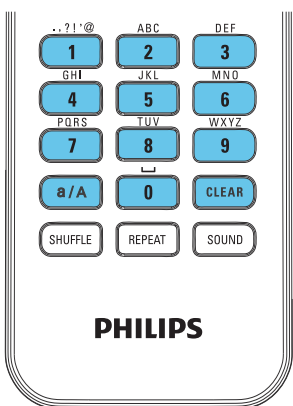 .,?!'@ ABC DEF
1 2 3
GHI JKL MNO
4 5 6
PQRS TUV WXYZ
7 8 9
a/A 0 CLEAR
SHUFFLE REPEAT SOUND
PHILIPS